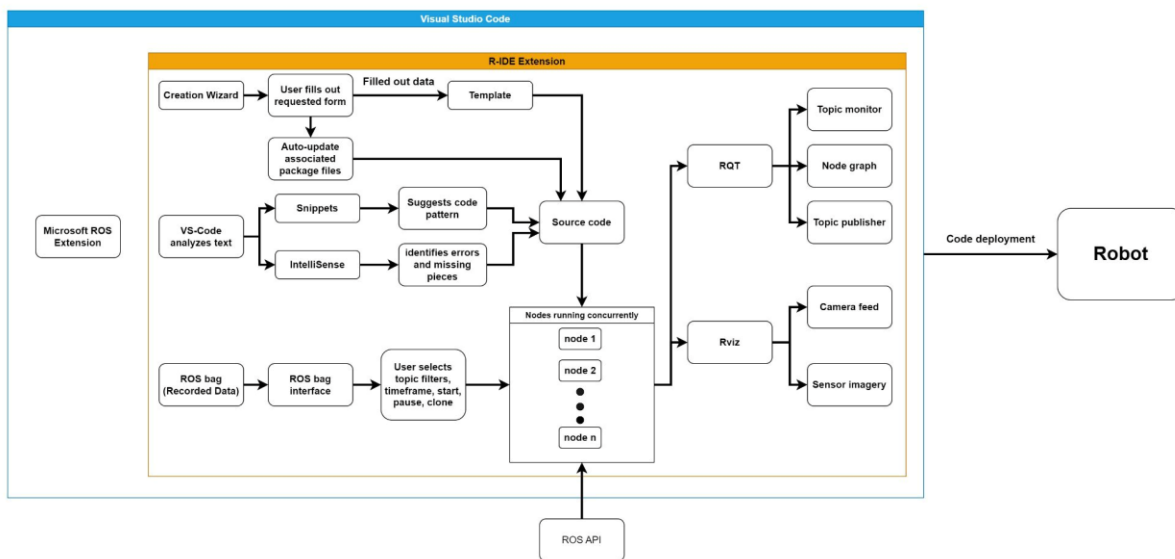 Visual Studio Code
R-IDE Extension
Creation Wizard
User fills out
requested form
Filled out data
Template
Auto-update
associated
package files
Microsoft ROS
Extension
VS-Code
analyzes text
Snippets
Suggests code
pattern
IntelliSense
identifies errors
and missing
pieces
Source code
ROS bag
(Recorded Data)
ROS bag
interface
User selects
topic filters,
timeframe, start,
pause, clone
Nodes running concurrently
node 1
node 2
node n
ROS API
RQT
Topic monitor
Node graph
Topic publisher
Rviz
Camera feed
Sensor imagery
Code deployment
Robot